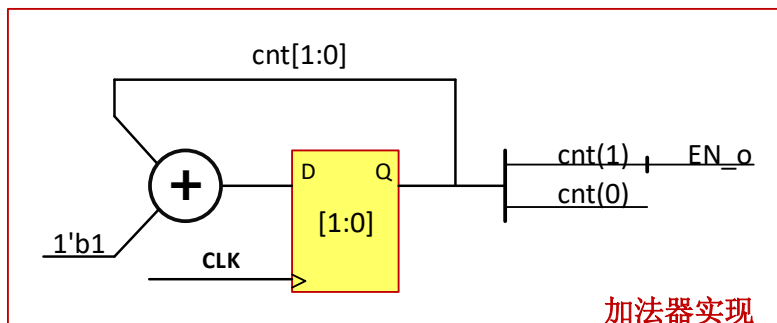 cnt[1:0]
D
Q
cnt(1)
EN_o
[1:0]
cnt(0)
1'b1
CLK
加法器实现